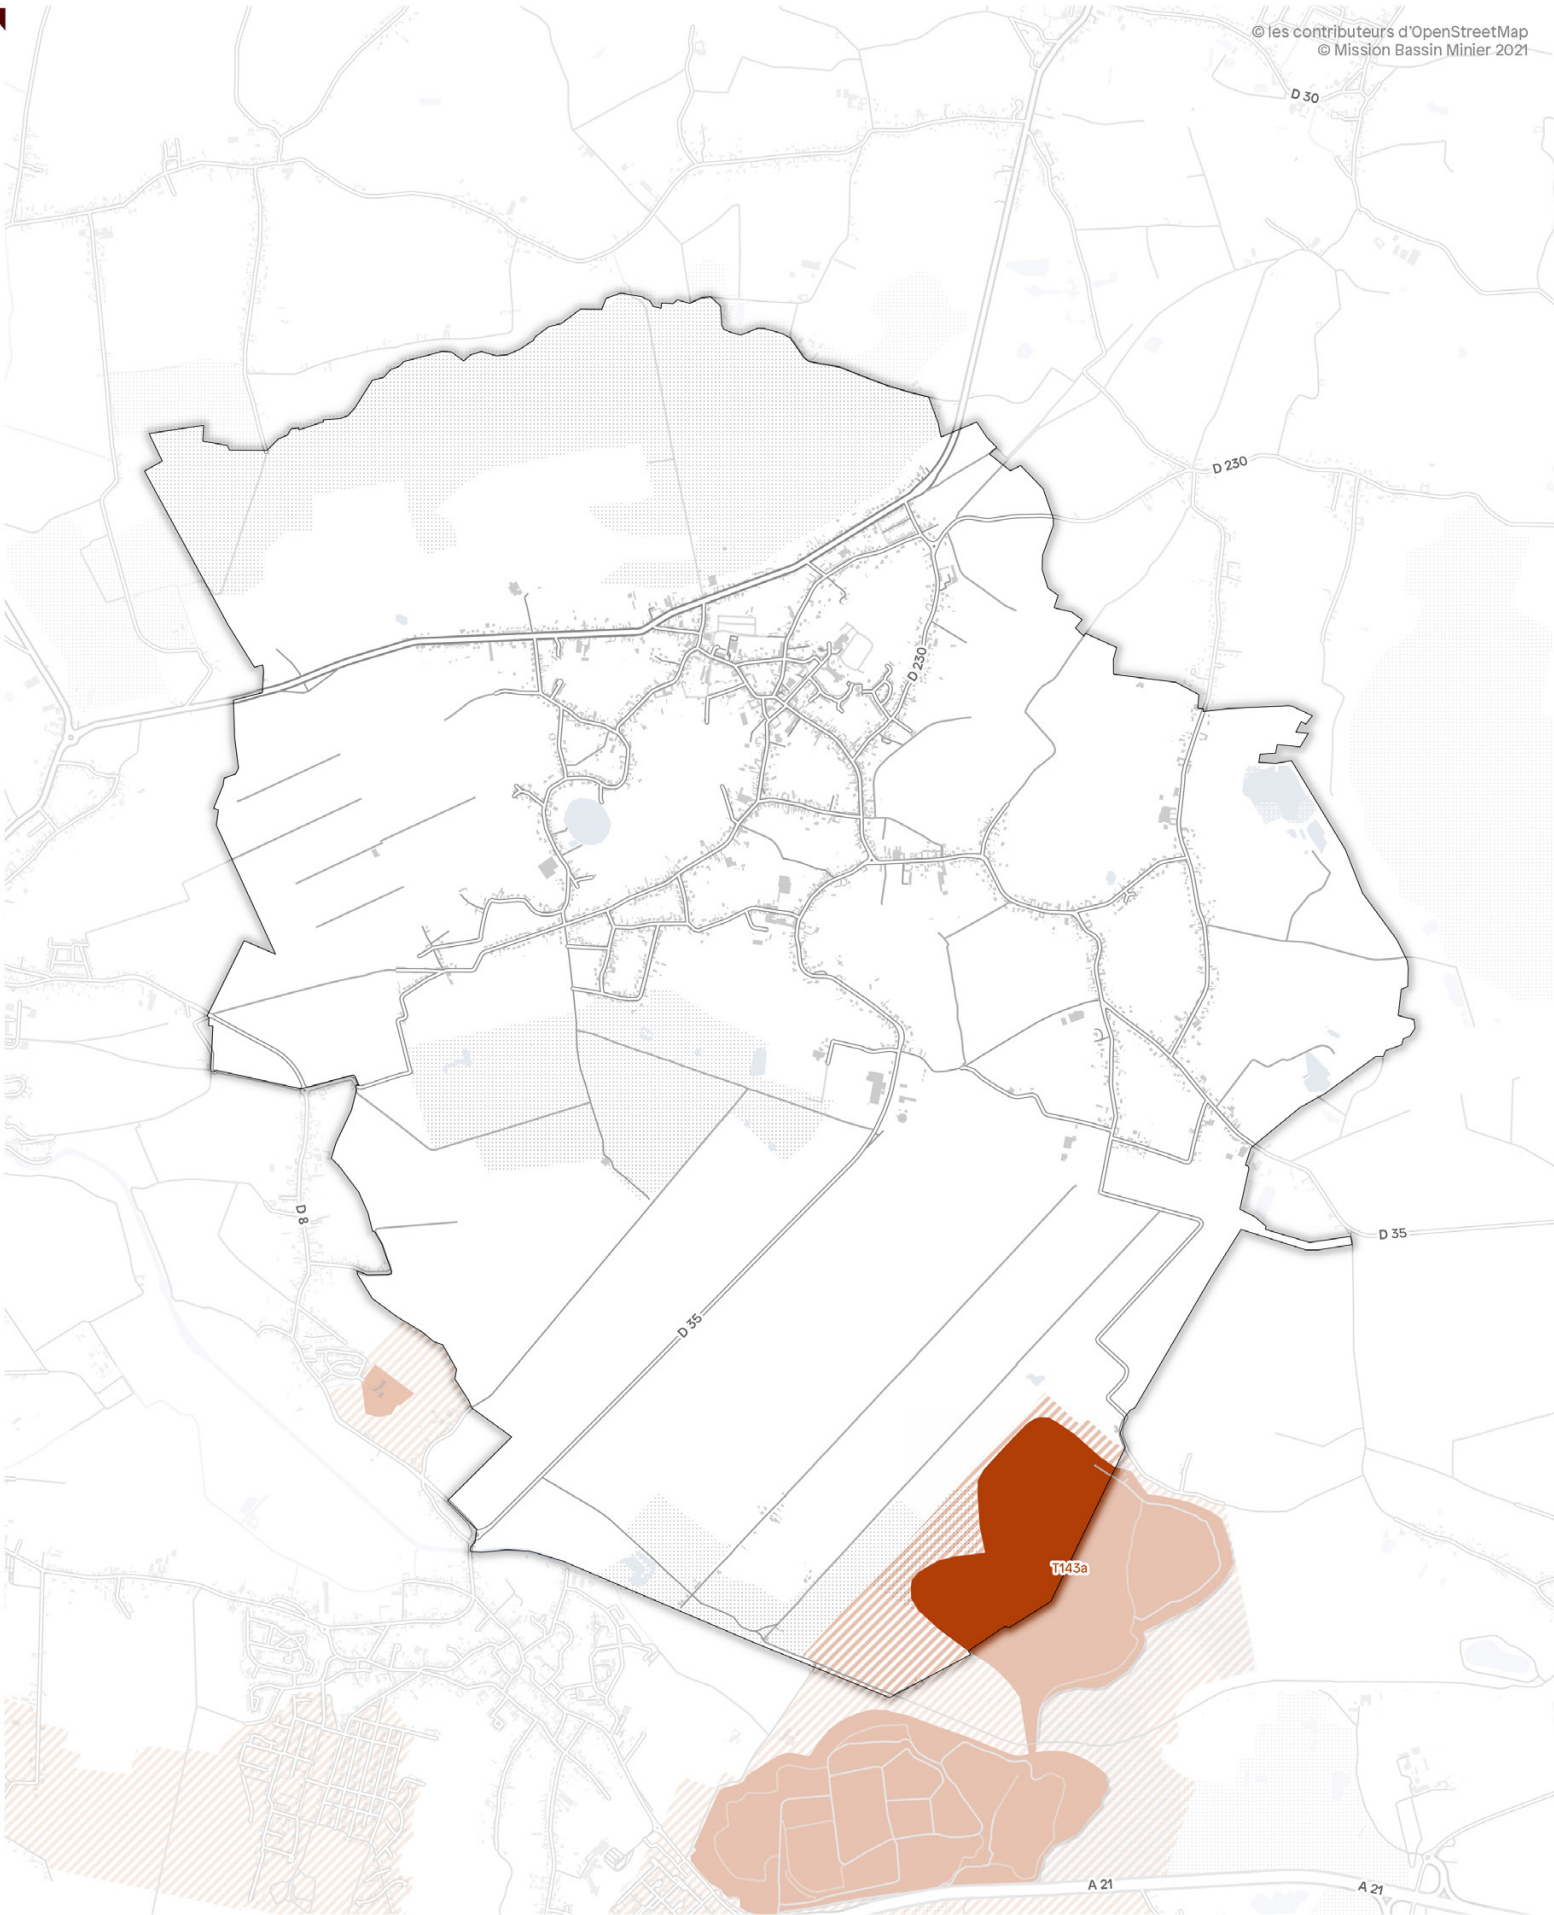 © les contributeurs d'OpenStreetMap
© Mission Bassin Minier 2021
D 30
D 230
D 230
D 8
D 35
D 35
T143a
A 21
A 21